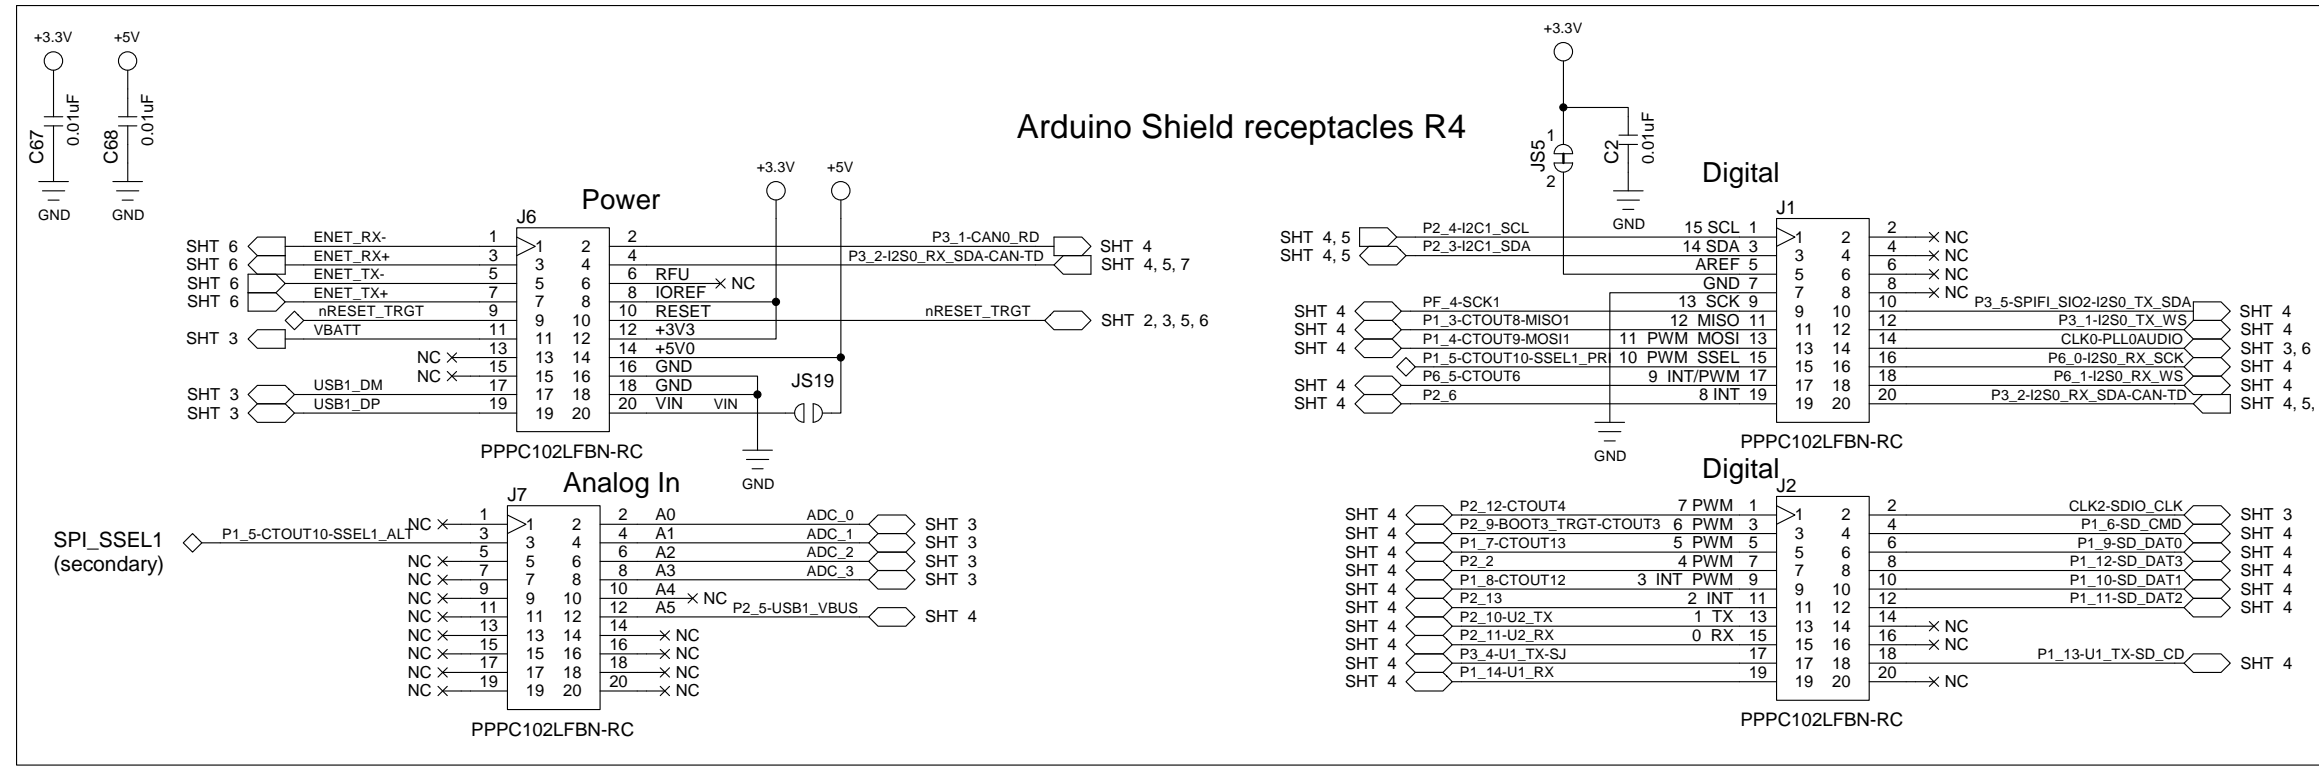 Arduino Shield receptacles R4
+3.3V
+5V
C67
0.01uF
C68
0.01uF
GND
GND
Power
+3.3V
+5V
J6
SHT 6 ENET_RX- 1 1 2 2 P3_1-CAN0_RD SHT 4
SHT 6 ENET_RX+ 3 3 4 4 P3_2-I2S0_RX_SDA-CAN-TD SHT 4, 5, 7
SHT 6 ENET_TX- 5 5 6 6 RFU NC
SHT 6 ENET_TX+ 7 7 8 8 IOREF
nRESET_TRGT 9 9 10 10 RESET nRESET_TRGT SHT 2, 3, 5, 6
SHT 3 VBATT 11 11 12 12 +3V3
NC 13 13 14 14 +5V0
NC 15 15 16 16 GND
SHT 3 USB1_DM 17 17 18 18 GND
SHT 3 USB1_DP 19 19 20 20 VIN VIN
JS19
PPPC102LFBN-RC
GND
Analog In
J7
SPI_SSEL1
(secondary)
NC 1 1 2 2 A0 ADC_0 SHT 3
P1_5-CTOUT10-SSEL1_ALT 3 3 4 4 A1 ADC_1 SHT 3
NC 5 5 6 6 A2 ADC_2 SHT 3
NC 7 7 8 8 A3 ADC_3 SHT 3
NC 9 9 10 10 A4 NC
NC 11 11 12 12 A5 P2_5-USB1_VBUS SHT 4
NC 13 13 14 14 NC
NC 15 15 16 16 NC
NC 17 17 18 18 NC
NC 19 19 20 20 NC
PPPC102LFBN-RC
+3.3V
JS5
1
2
C2
0.01uF
GND
Digital
J1
SHT 4, 5 P2_4-I2C1_SCL 15 SCL 1 1 2 2 NC
SHT 4, 5 P2_3-I2C1_SDA 14 SDA 3 3 4 4 NC
AREF 5 5 6 6 NC
GND 7 7 8 8 NC
SHT 4 PF_4-SCK1 13 SCK 9 9 10 10 P3_5-SPIFI_SIO2-I2S0_TX_SDA SHT 4
SHT 4 P1_3-CTOUT8-MISO1 12 MISO 11 11 12 12 P3_1-I2S0_TX_WS SHT 4
SHT 4 P1_4-CTOUT9-MOSI1 11 PWM MOSI 13 13 14 14 CLK0-PLL0AUDIO SHT 3, 6
P1_5-CTOUT10-SSEL1_PRI 10 PWM SSEL 15 15 16 16 P6_0-I2S0_RX_SCK SHT 4
SHT 4 P6_5-CTOUT6 9 INT/PWM 17 17 18 18 P6_1-I2S0_RX_WS SHT 4
SHT 4 P2_6 8 INT 19 19 20 20 P3_2-I2S0_RX_SDA-CAN-TD SHT 4, 5,
GND
PPPC102LFBN-RC
Digital
J2
SHT 4 P2_12-CTOUT4 7 PWM 1 1 2 2 CLK2-SDIO_CLK SHT 3
SHT 4 P2_9-BOOT3_TRGT-CTOUT3 6 PWM 3 3 4 4 P1_6-SD_CMD SHT 4
SHT 4 P1_7-CTOUT13 5 PWM 5 5 6 6 P1_9-SD_DAT0 SHT 4
SHT 4 P2_2 4 PWM 7 7 8 8 P1_12-SD_DAT3 SHT 4
SHT 4 P1_8-CTOUT12 3 INT PWM 9 9 10 10 P1_10-SD_DAT1 SHT 4
SHT 4 P2_13 2 INT 11 11 12 12 P1_11-SD_DAT2 SHT 4
SHT 4 P2_10-U2_TX 1 TX 13 13 14 14 NC
SHT 4 P2_11-U2_RX 0 RX 15 15 16 16 NC
SHT 4 P3_4-U1_TX-SJ 17 17 18 18 P1_13-U1_TX-SD_CD SHT 4
SHT 4 P1_14-U1_RX 19 19 20 20 NC
PPPC102LFBN-RC